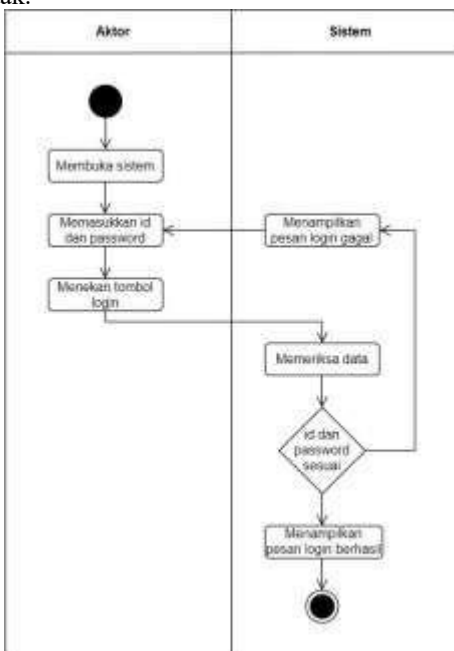 ak.
Aktor
Sistem
Membuka sistem
Memasukkan id
dan password
Menampilkan
pesan login gagal
Menekan tombol
login
Memeriksa data
id dan
password
sesuai
Menampilkan
pesan login berhasil